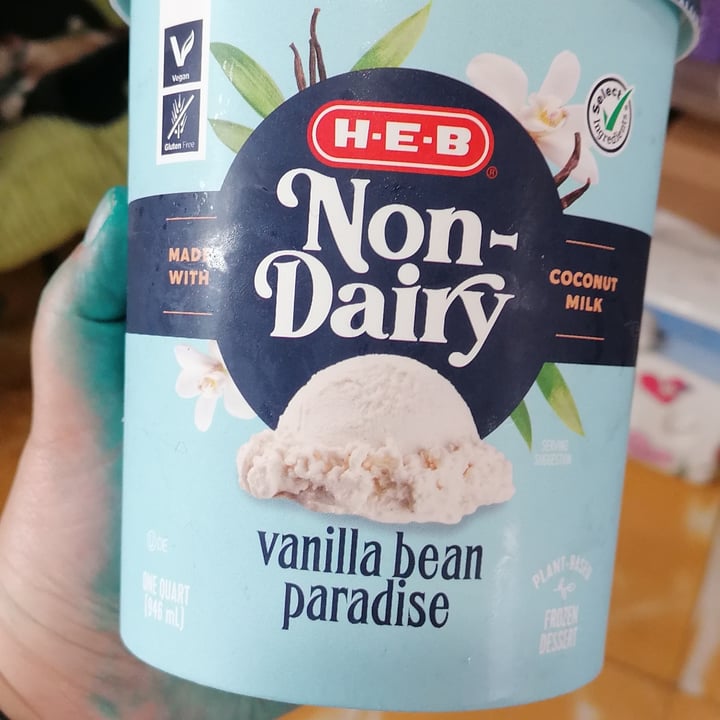 Vegan
Gluten Free
Select
Ingredients
H-E-B
®
Non-
Dairy
MADE
WITH
COCONUT
MILK
SERVING
SUGGESTION
vanilla bean
paradise
ⓊDE
ONE QUART
(946 mL)
PLANT-BASED
FROZEN
DESSERT